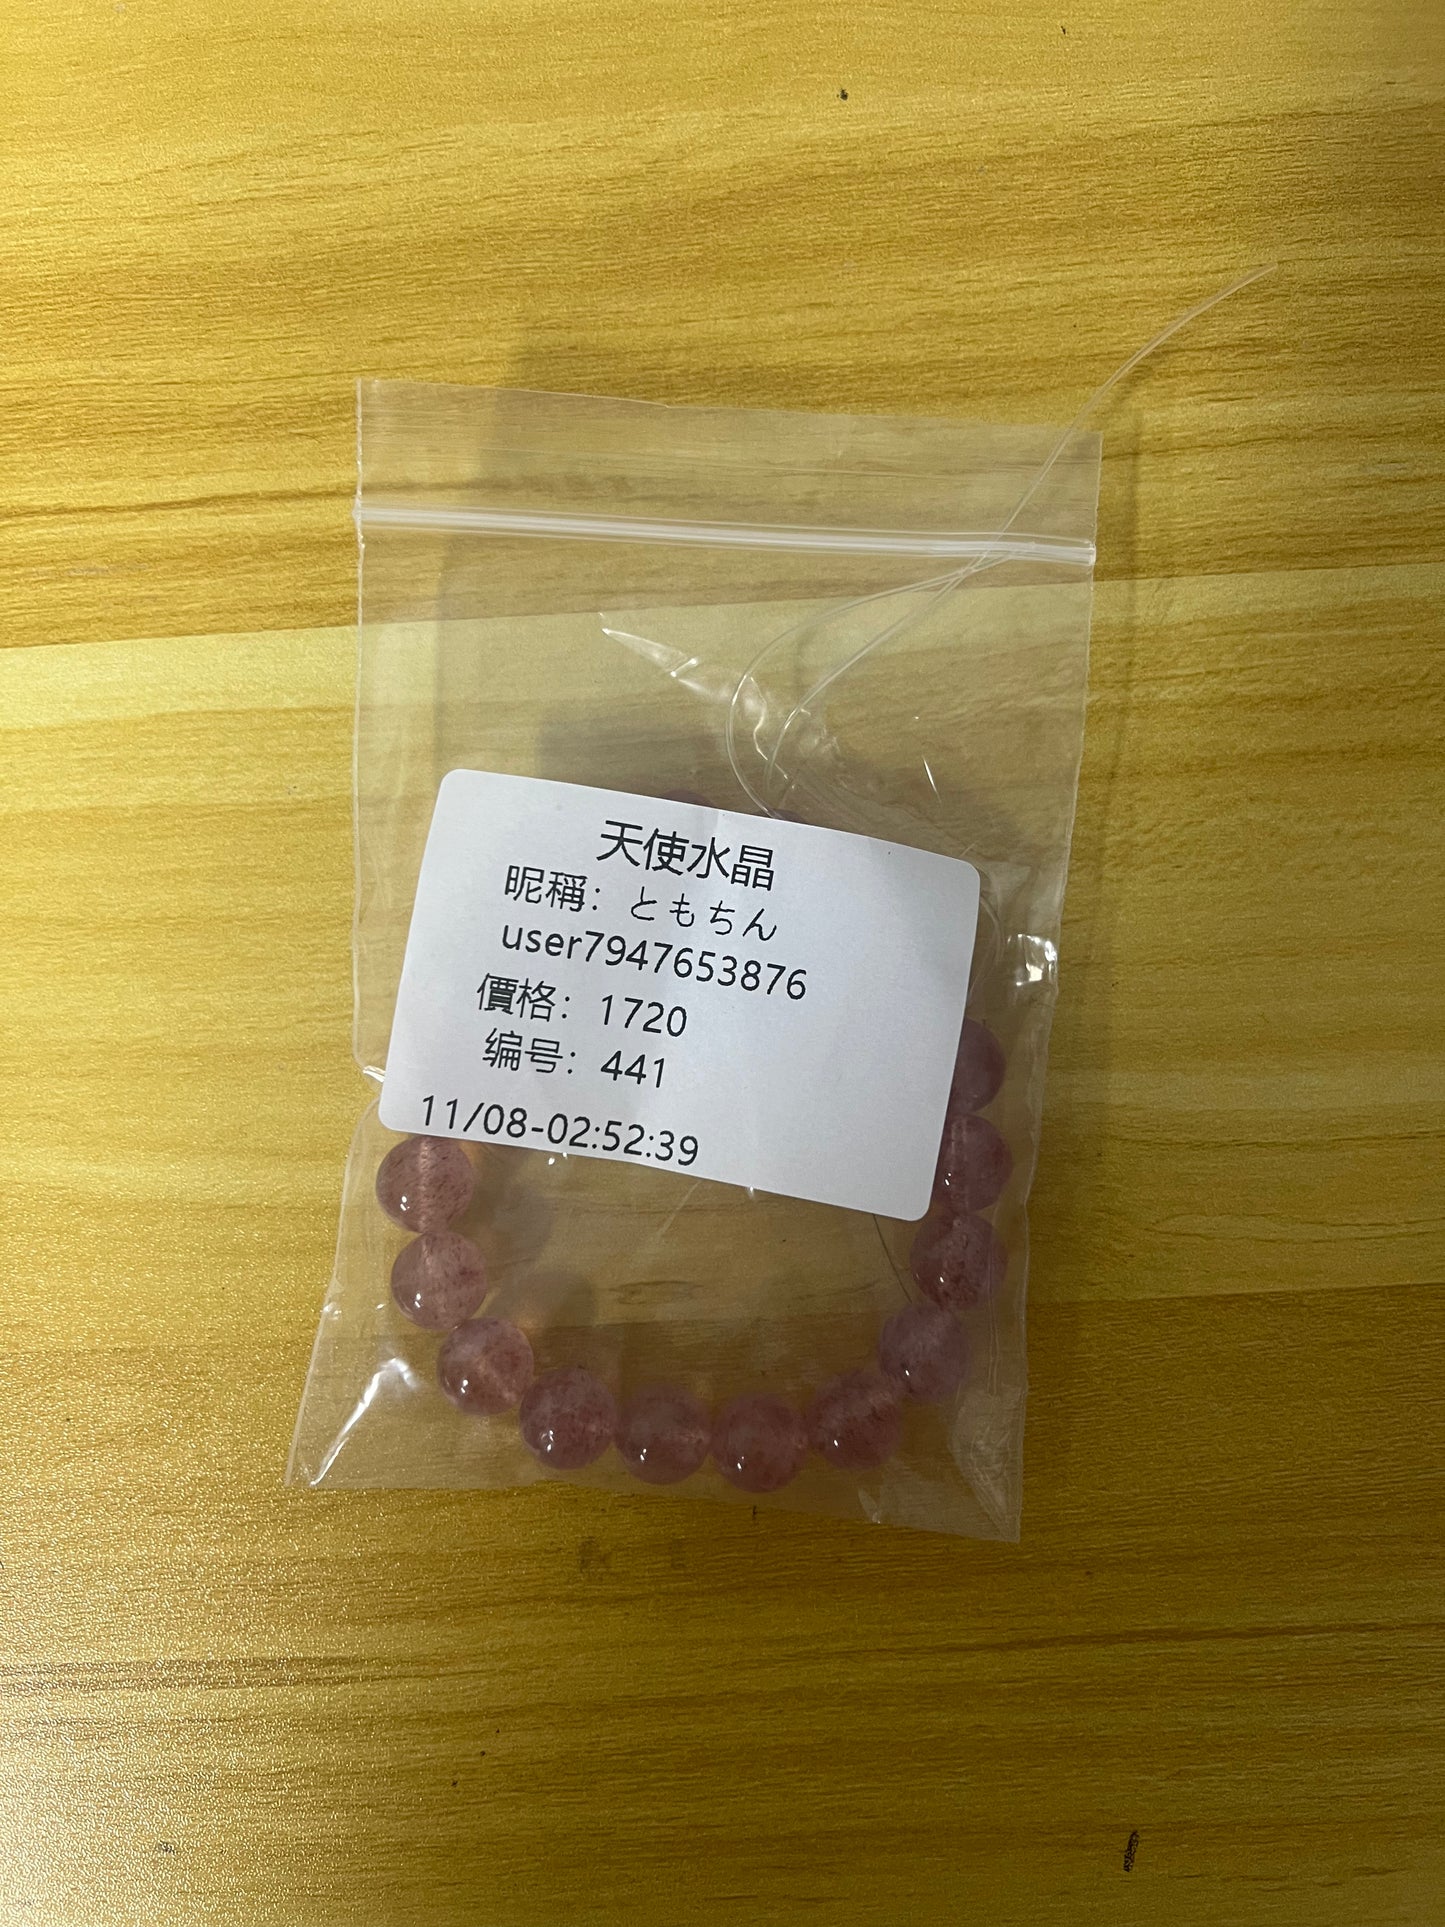 天使水晶
昵稱：ともちん
user7947653876
價格：1720
编号：441
11/08-02:52:39